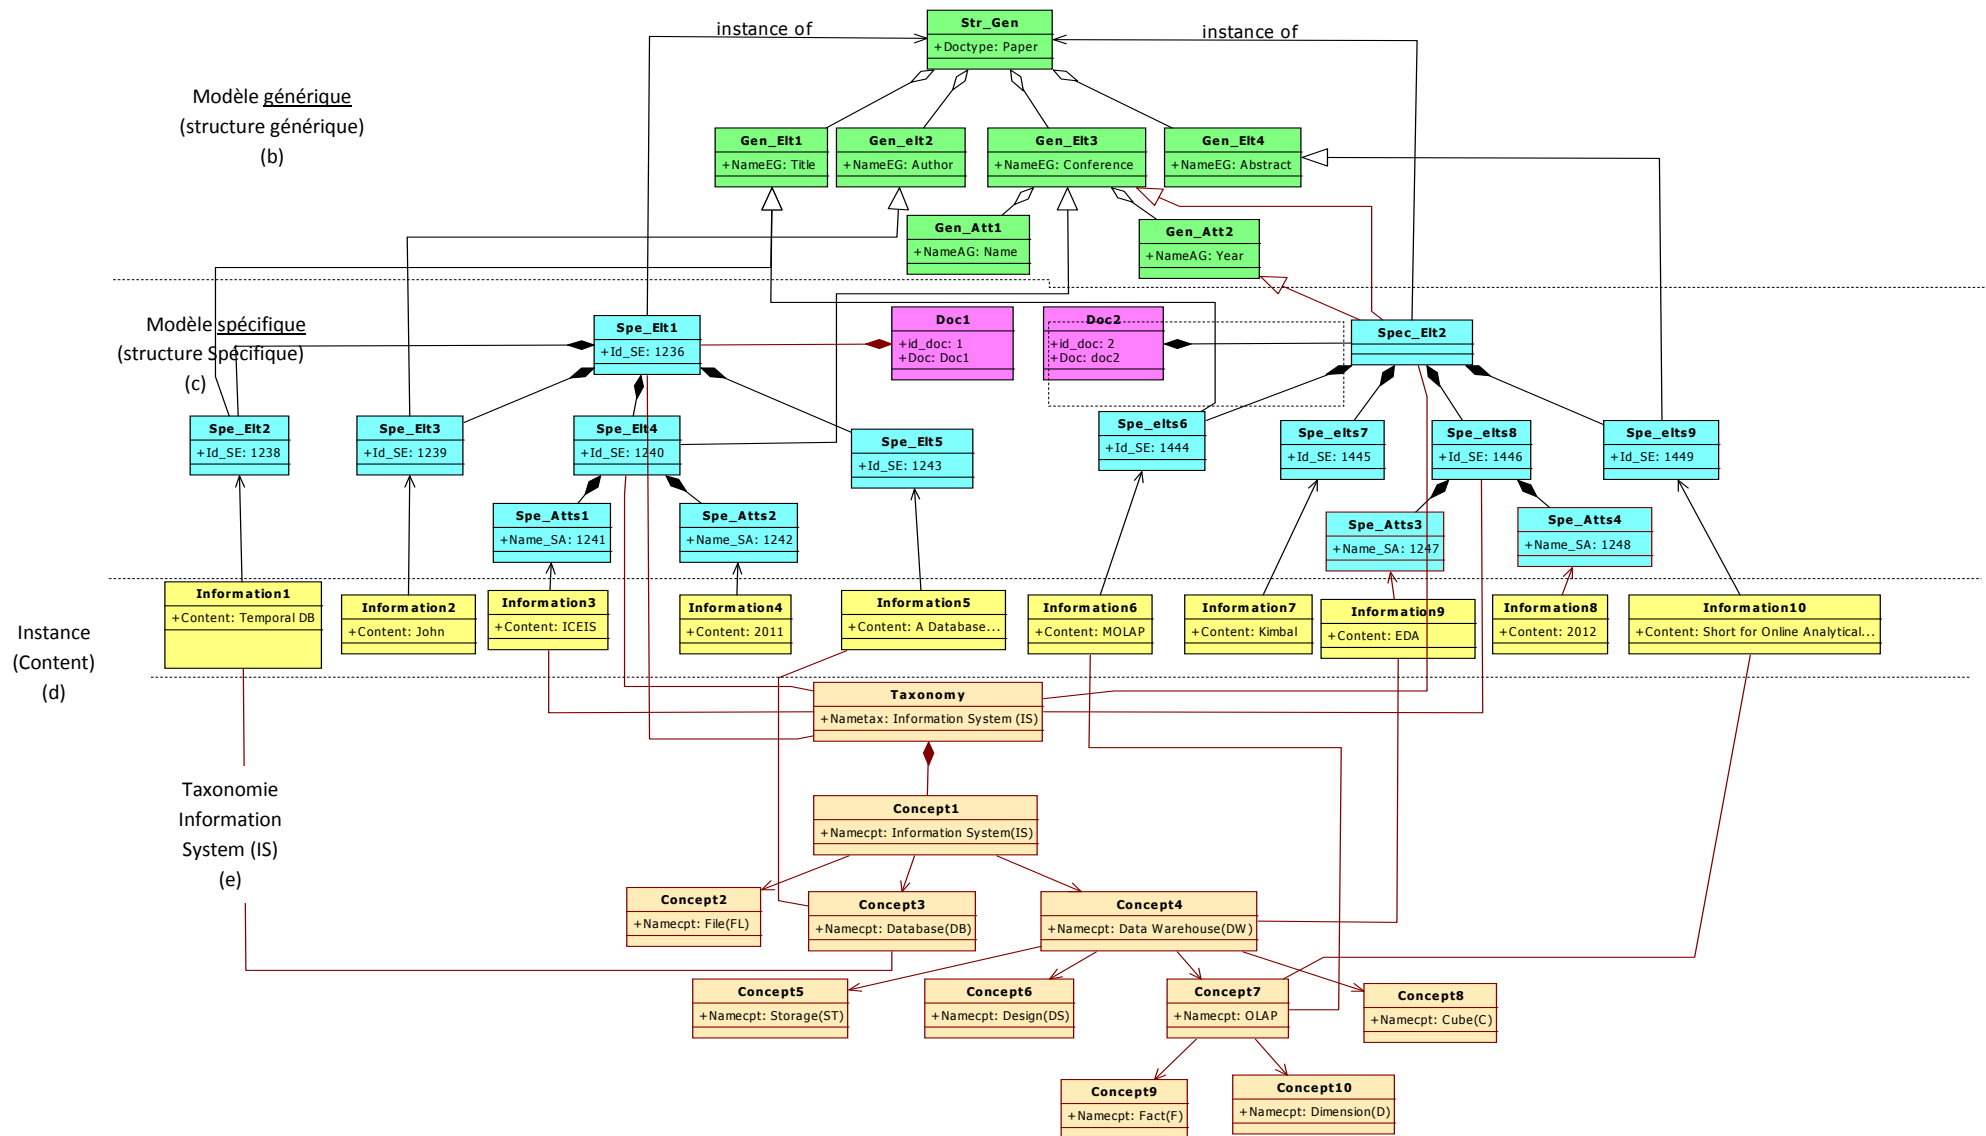 Str_Gen
+Doctype: Paper
instance of
instance of
Modèle générique
(structure générique)
(b)
Gen_Elt1
+NameEG: Title
Gen_elt2
+NameEG: Author
Gen_Elt3
+NameEG: Conference
Gen_Elt4
+NameEG: Abstract
Gen_Att1
+NameAG: Name
Gen_Att2
+NameAG: Year
Modèle spécifique
(structure Spécifique)
(c)
Spe_Elt1
+Id_SE: 1236
Doc1
+id_doc: 1
+Doc: Doc1
Doc2
+id_doc: 2
+Doc: doc2
Spec_Elt2
Spe_Elt2
+Id_SE: 1238
Spe_Elt3
+Id_SE: 1239
Spe_Elt4
+Id_SE: 1240
Spe_Elt5
+Id_SE: 1243
Spe_elts6
+Id_SE: 1444
Spe_elts7
+Id_SE: 1445
Spe_elts8
+Id_SE: 1446
Spe_elts9
+Id_SE: 1449
Spe_Atts1
+Name_SA: 1241
Spe_Atts2
+Name_SA: 1242
Spe_Atts3
+Name_SA: 1247
Spe_Atts4
+Name_SA: 1248
Instance
(Content)
(d)
Information1
+Content: Temporal DB
Information2
+Content: John
Information3
+Content: ICEIS
Information4
+Content: 2011
Information5
+Content: A Database...
Information6
+Content: MOLAP
Information7
+Content: Kimbal
Information9
+Content: EDA
Information8
+Content: 2012
Information10
+Content: Short for Online Analytical...
Taxonomy
+Nametax: Information System (IS)
Taxonomie
Information
System (IS)
(e)
Concept1
+Namecpt: Information System(IS)
Concept2
+Namecpt: File(FL)
Concept3
+Namecpt: Database(DB)
Concept4
+Namecpt: Data Warehouse(DW)
Concept5
+Namecpt: Storage(ST)
Concept6
+Namecpt: Design(DS)
Concept7
+Namecpt: OLAP
Concept8
+Namecpt: Cube(C)
Concept9
+Namecpt: Fact(F)
Concept10
+Namecpt: Dimension(D)